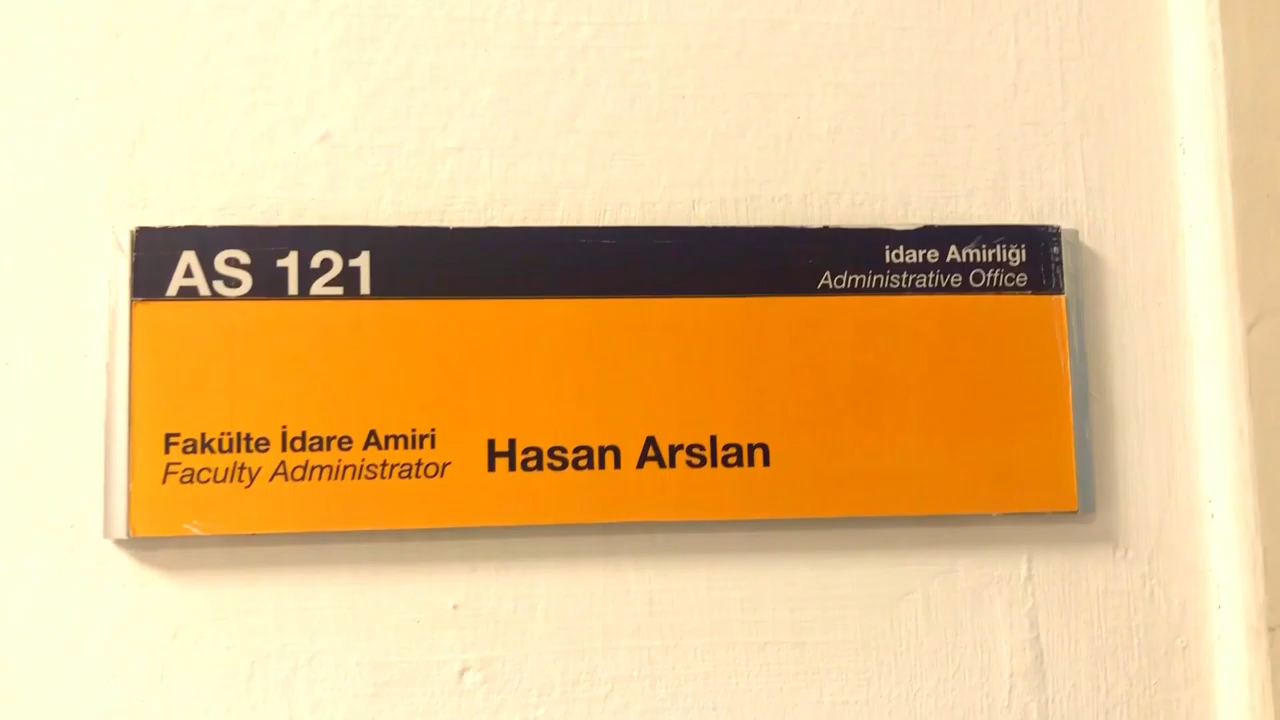 AS 121
idare Amirliği
Administrative Office
Fakülte İdare Amiri
Faculty Administrator
Hasan Arslan